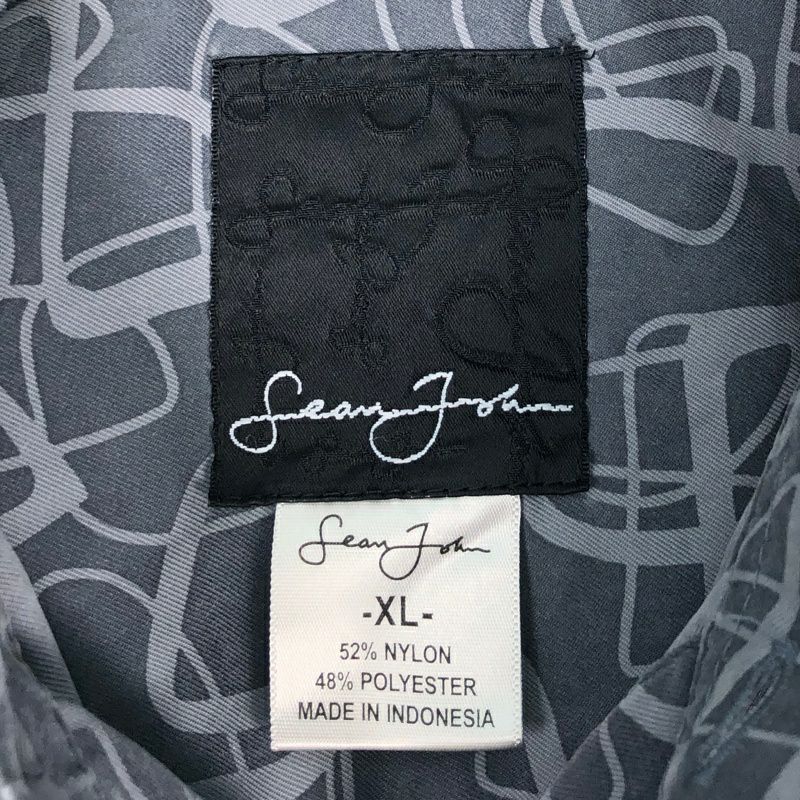 Sean John
Sean John
-XL-
52% NYLON
48% POLYESTER
MADE IN INDONESIA